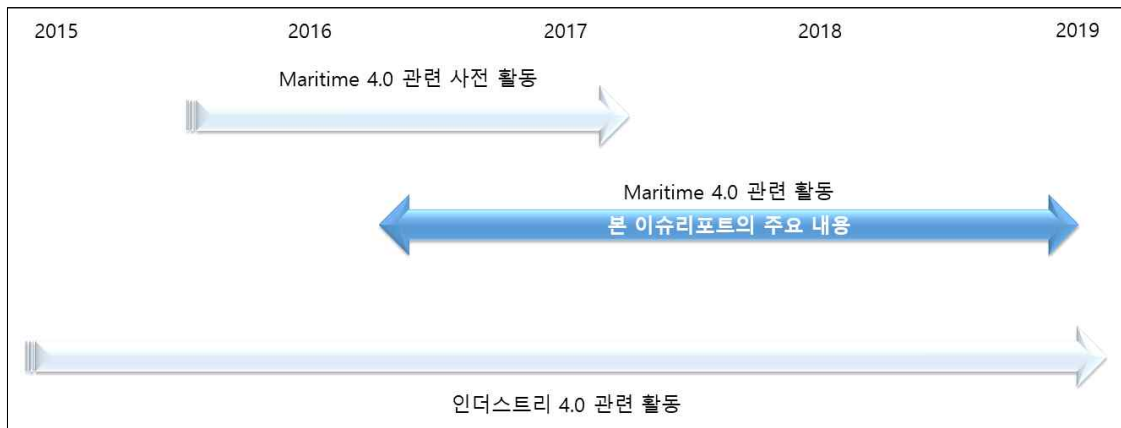 2015 2016 2017 2018 2019
Maritime 4.0 관련 사전 활동
Maritime 4.0 관련 활동
본 이슈리포트의 주요 내용
인더스트리 4.0 관련 활동